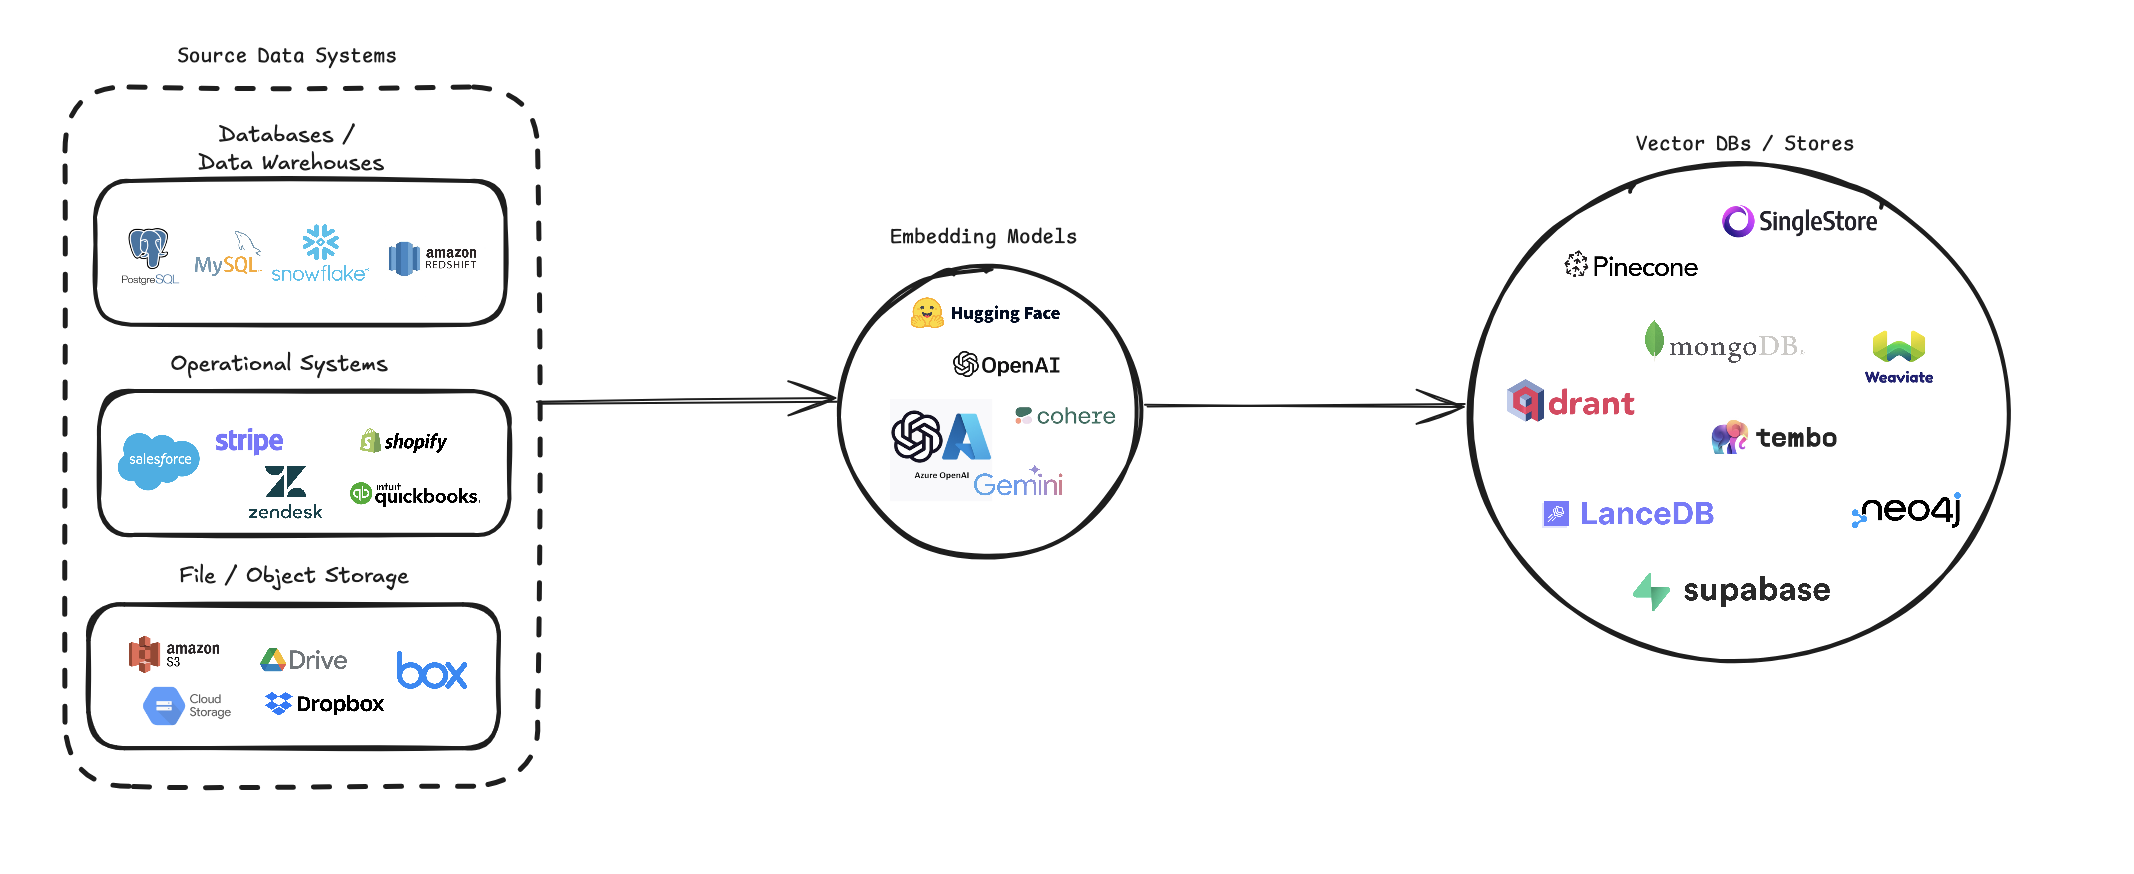 Source Data Systems
Databases /
Data Warehouses
PostgreSQL
MySQL
snowflake
amazon
REDSHIFT
Operational Systems
salesforce
stripe
shopify
zendesk
intuit
quickbooks.
File / Object Storage
amazon
S3
Drive
box
Cloud
Storage
Dropbox
Embedding Models
Hugging Face
OpenAI
cohere
Azure OpenAI
Gemini
Vector DBs / Stores
SingleStore
Pinecone
mongoDB
Weaviate
qdrant
tembo
LanceDB
neo4j
supabase